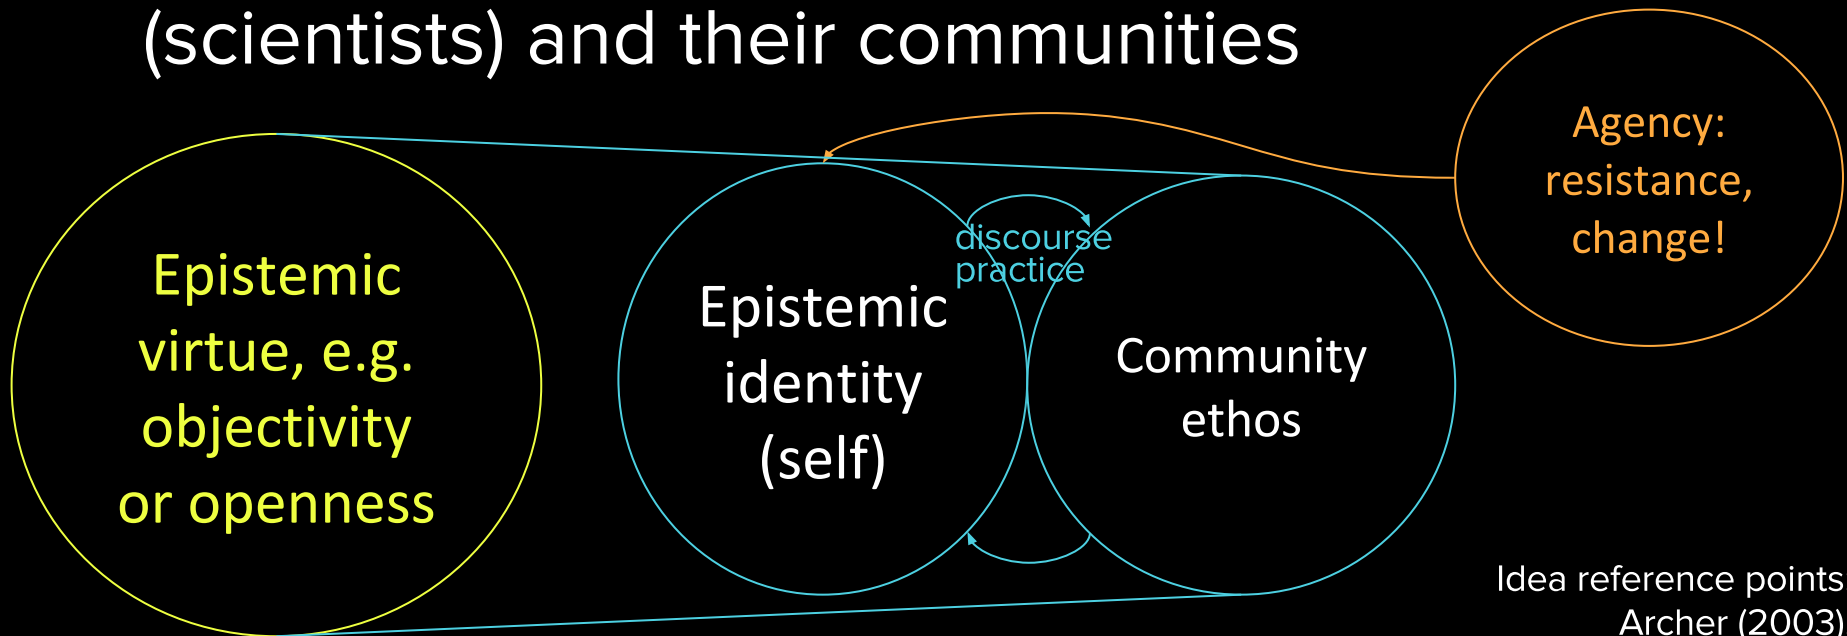 (scientists) and their communities
Epistemic
virtue, e.g.
objectivity
or openness
Epistemic
identity
(self)
discourse
practice
Community
ethos
Agency:
resistance,
change!
Idea reference points
Archer (2003)